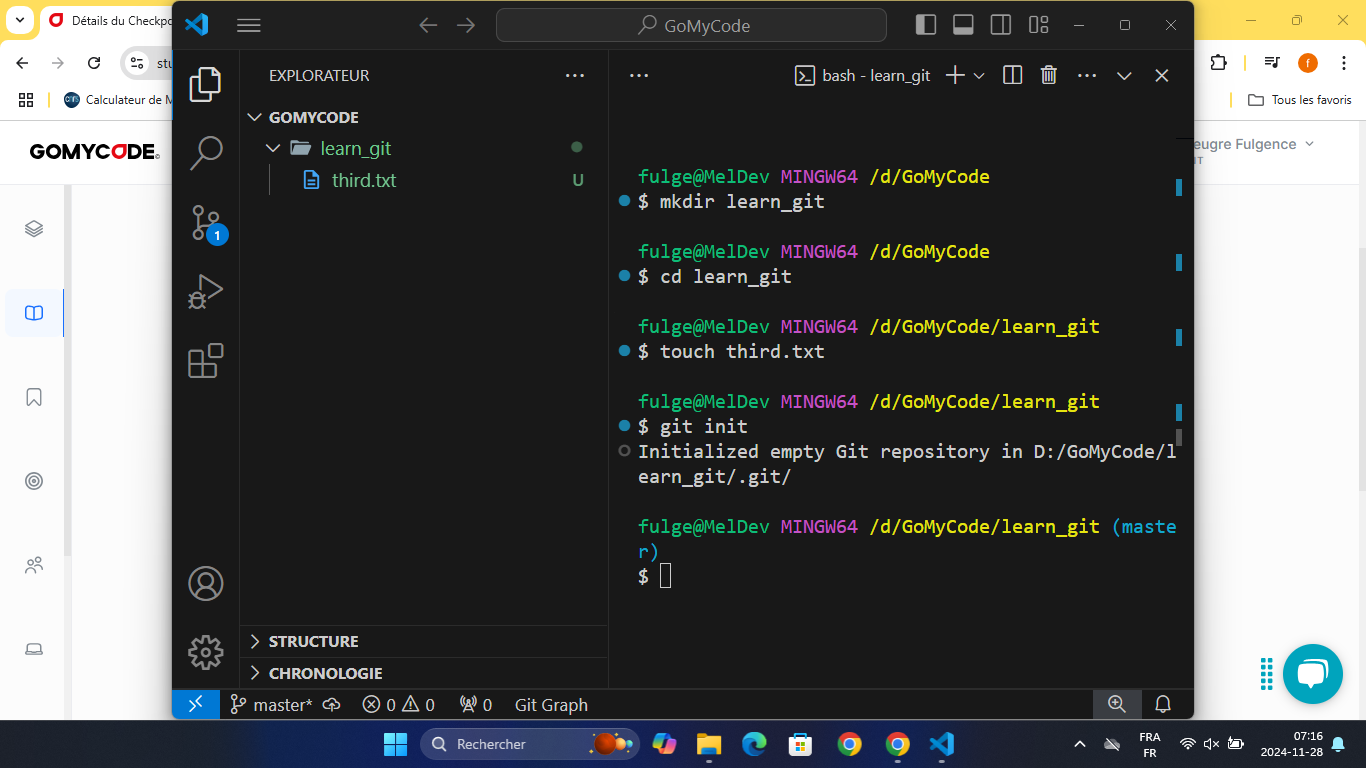 Détails du Checkpo
GoMyCode
stu
f
Calculateur de M
Tous les favoris
GOMYCODE
eugre Fulgence
NT
EXPLORATEUR
GOMYCODE
learn_git
third.txt
U
1
STRUCTURE
CHRONOLOGIE
bash - learn_git
fulge@MelDev MINGW64 /d/GoMyCode
$ mkdir learn_git
fulge@MelDev MINGW64 /d/GoMyCode
$ cd learn_git
fulge@MelDev MINGW64 /d/GoMyCode/learn_git
$ touch third.txt
fulge@MelDev MINGW64 /d/GoMyCode/learn_git
$ git init
Initialized empty Git repository in D:/GoMyCode/l
earn_git/.git/
fulge@MelDev MINGW64 /d/GoMyCode/learn_git (maste
r)
$
master* 0 0 0 Git Graph
Rechercher
FRA
FR
07:16
2024-11-28